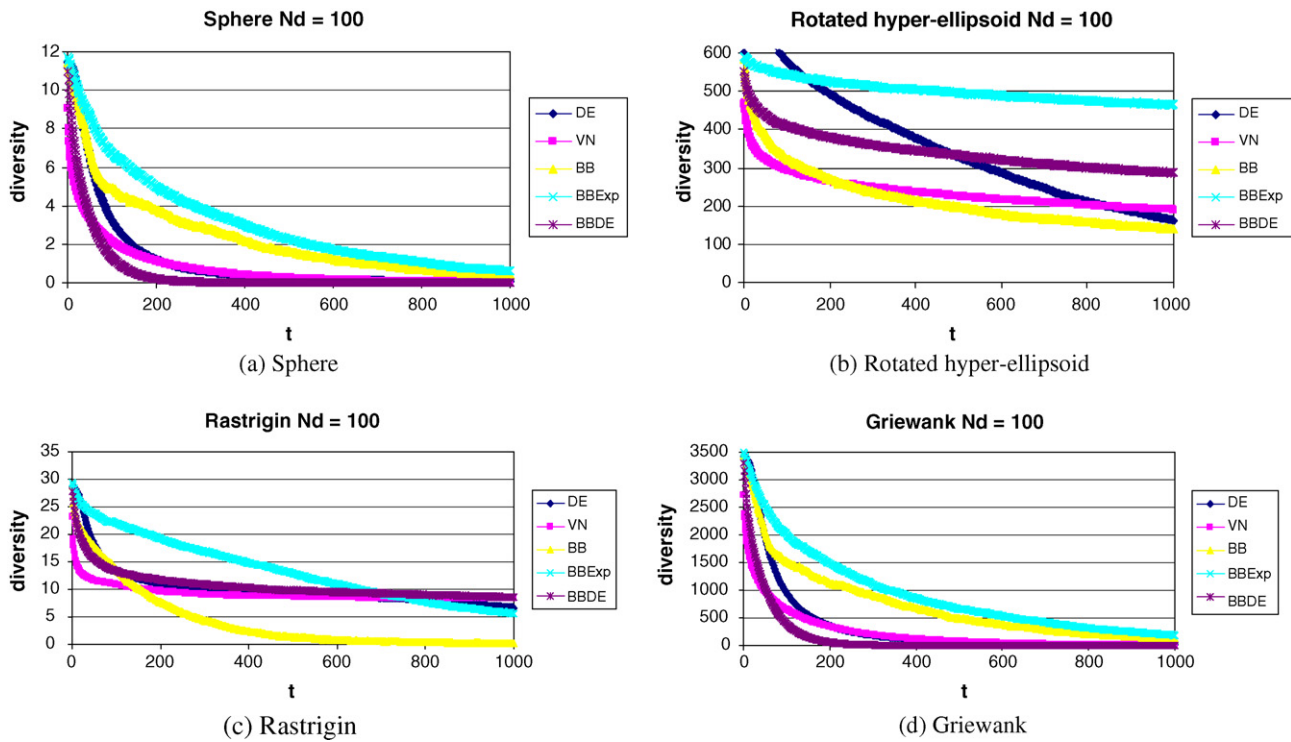 Sphere Nd = 100
12
10
8
6
4
2
0
diversity
0 200 400 600 800 1000
t
DE
VN
BB
BBExp
BBDE
(a) Sphere
Rotated hyper-ellipsoid Nd = 100
600
500
400
300
200
100
diversity
0 200 400 600 800 1000
t
DE
VN
BB
BBExp
BBDE
(b) Rotated hyper-ellipsoid
Rastrigin Nd = 100
35
30
25
20
15
10
5
0
diversity
0 200 400 600 800 1000
t
DE
VN
BB
BBExp
BBDE
(c) Rastrigin
Griewank Nd = 100
3500
3000
2500
2000
1500
1000
500
0
diversity
0 200 400 600 800 1000
t
DE
VN
BB
BBExp
BBDE
(d) Griewank